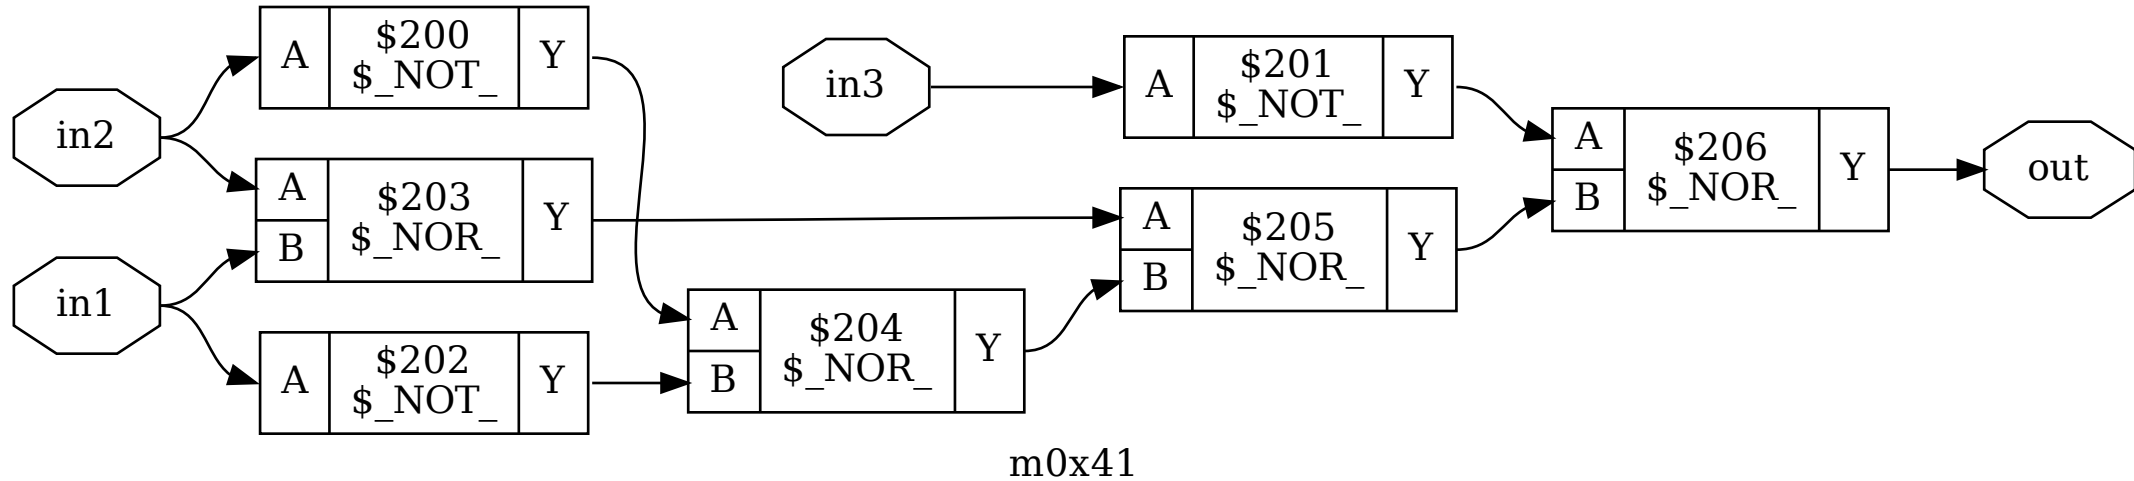 in2
in1
A
$200
$_NOT_
Y
A
B
$203
$_NOR_
Y
A
$202
$_NOT_
Y
A
B
$204
$_NOR_
Y
in3
A
$201
$_NOT_
Y
A
B
$205
$_NOR_
Y
A
B
$206
$_NOR_
Y
out
m0x41